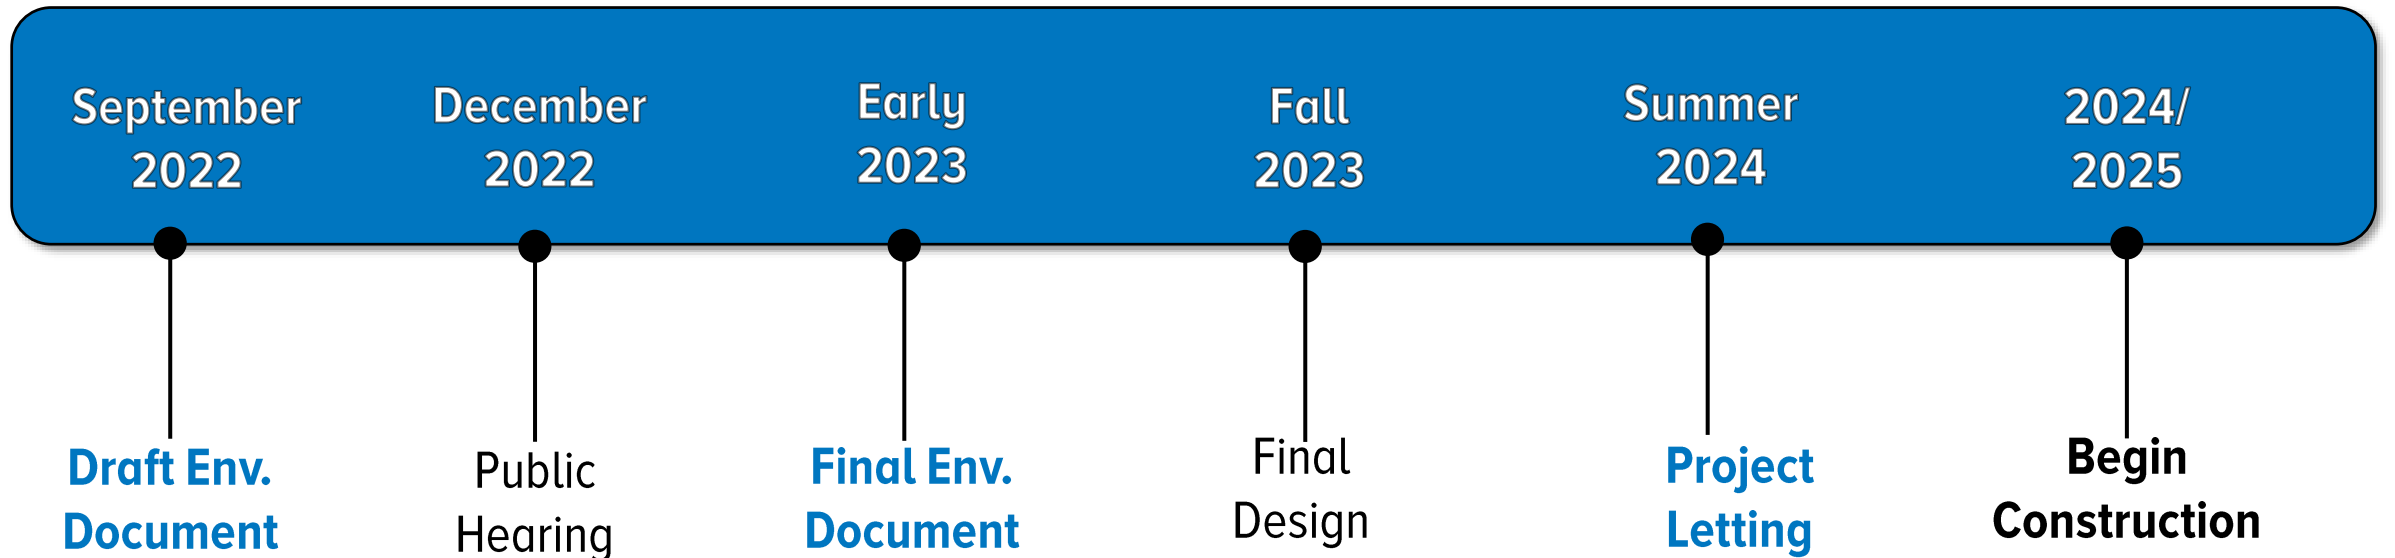 September
2022
December
2022
Early
2023
Fall
2023
Summer
2024
2024/
2025
Draft Env.
Document
Public
Hearing
Final Env.
Document
Final
Design
Project
Letting
Begin
Construction